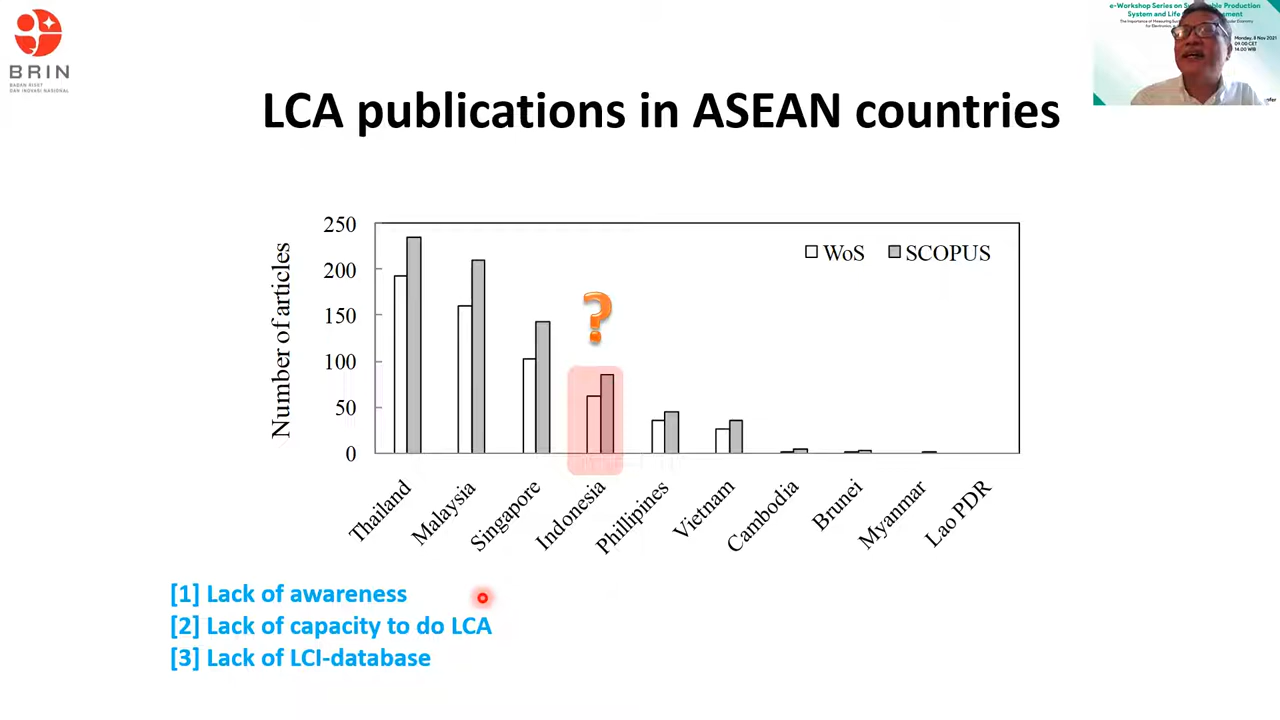 BRIN
BADAN RISET
DAN INOVASI NASIONAL
e-Workshop Series on Production
System and Life
Monday, 8 Nov 2021
09.00 CET
14.00 WIB
LCA publications in ASEAN countries
Number of articles
250
200
150
100
50
0
WoS
SCOPUS
?
Thailand
Malaysia
Singapore
Indonesia
Phillipines
Vietnam
Cambodia
Brunei
Myanmar
Lao PDR
[1] Lack of awareness
[2] Lack of capacity to do LCA
[3] Lack of LCI-database